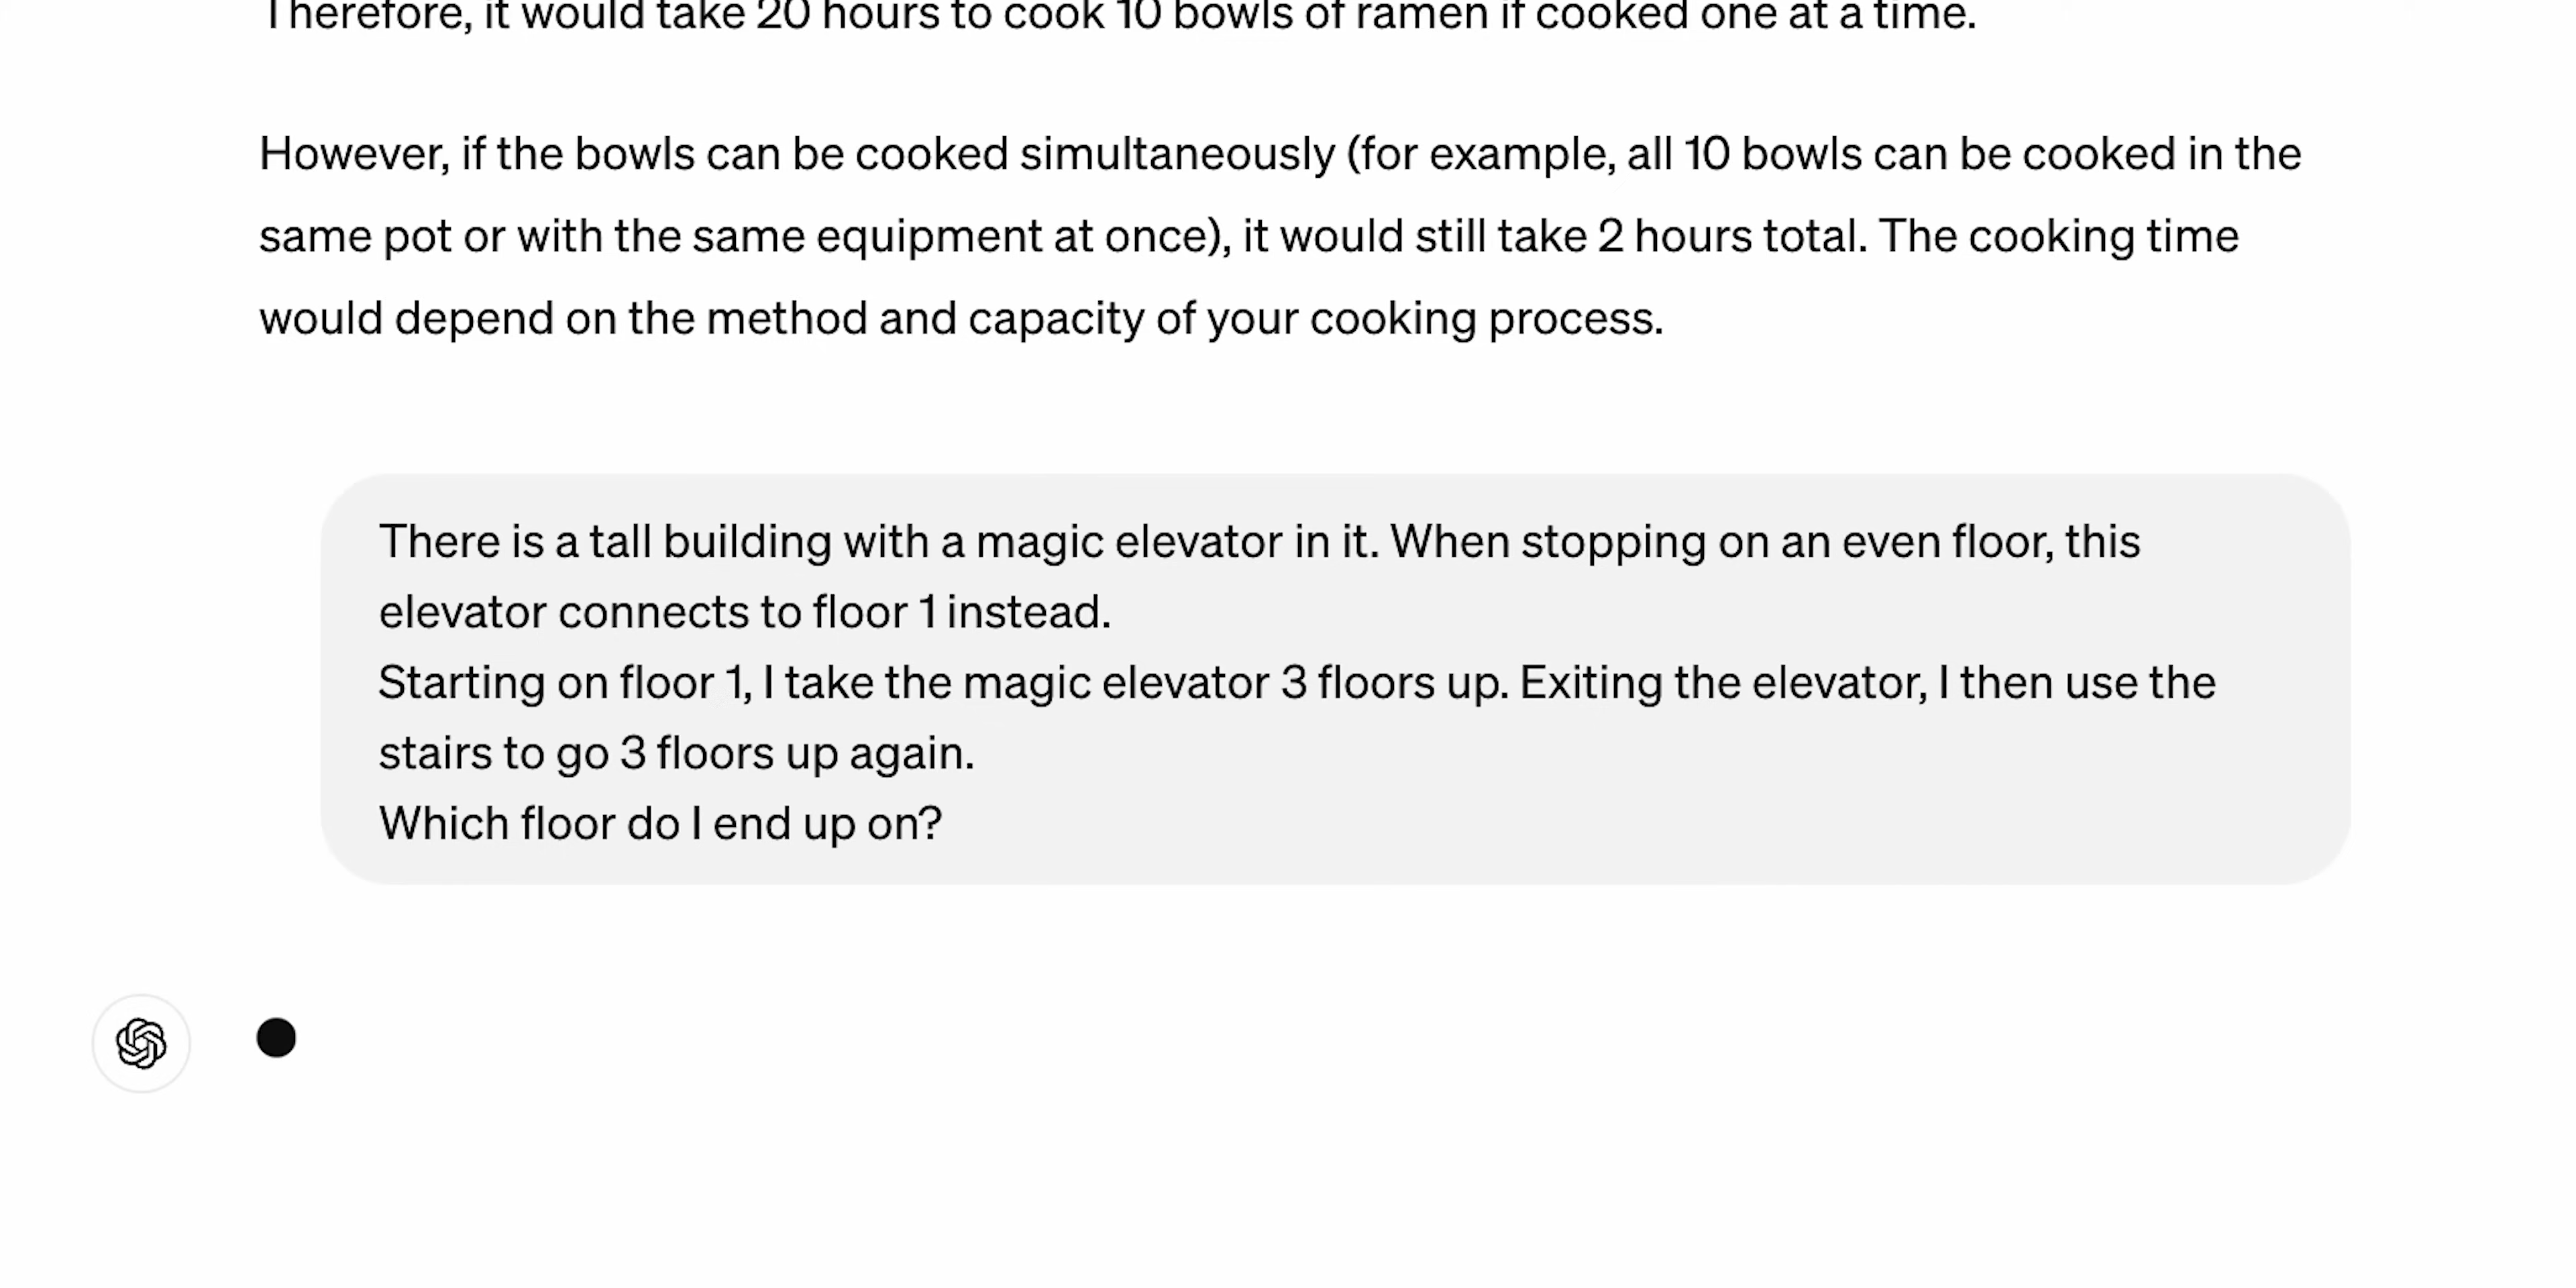 Therefore, it would take 20 hours to cook 10 bowls of ramen if cooked one at a time.
However, if the bowls can be cooked simultaneously (for example, all 10 bowls can be cooked in the
same pot or with the same equipment at once), it would still take 2 hours total. The cooking time
would depend on the method and capacity of your cooking process.
There is a tall building with a magic elevator in it. When stopping on an even floor, this
elevator connects to floor 1 instead.
Starting on floor 1, I take the magic elevator 3 floors up. Exiting the elevator, I then use the
stairs to go 3 floors up again.
Which floor do I end up on?